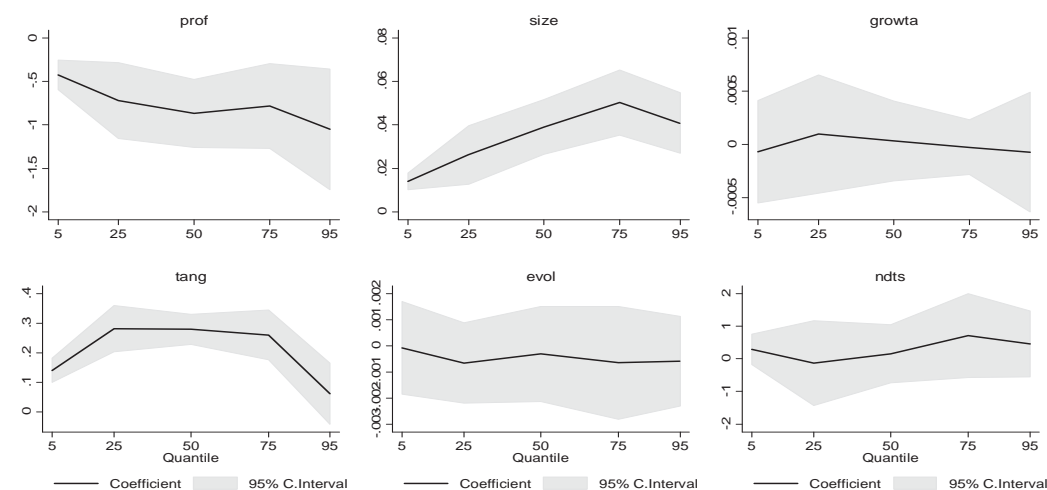 prof size growta
0 -.5 -1 -1.5 -2
5 25 50 75 95
.08 .06 .04 .02 0
5 25 50 75 95
.001 .0005 0 -.0005
5 25 50 75 95
tang evol ndts
.4 .3 .2 .1 0
5 25 50 75 95
Quantile
.002 .001 0 -.001 -.002 -.003
5 25 50 75 95
Quantile
2 1 0 -1 -2
5 25 50 75 95
Quantile
Coefficient 95% C.Interval Coefficient 95% C.Interval Coefficient 95% C.Interval